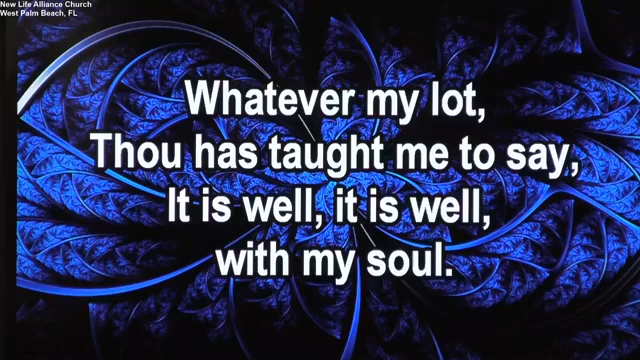 New Life Alliance Church
West Palm Beach, FL
Whatever my lot,
Thou has taught me to say,
It is well, it is well,
with my soul.